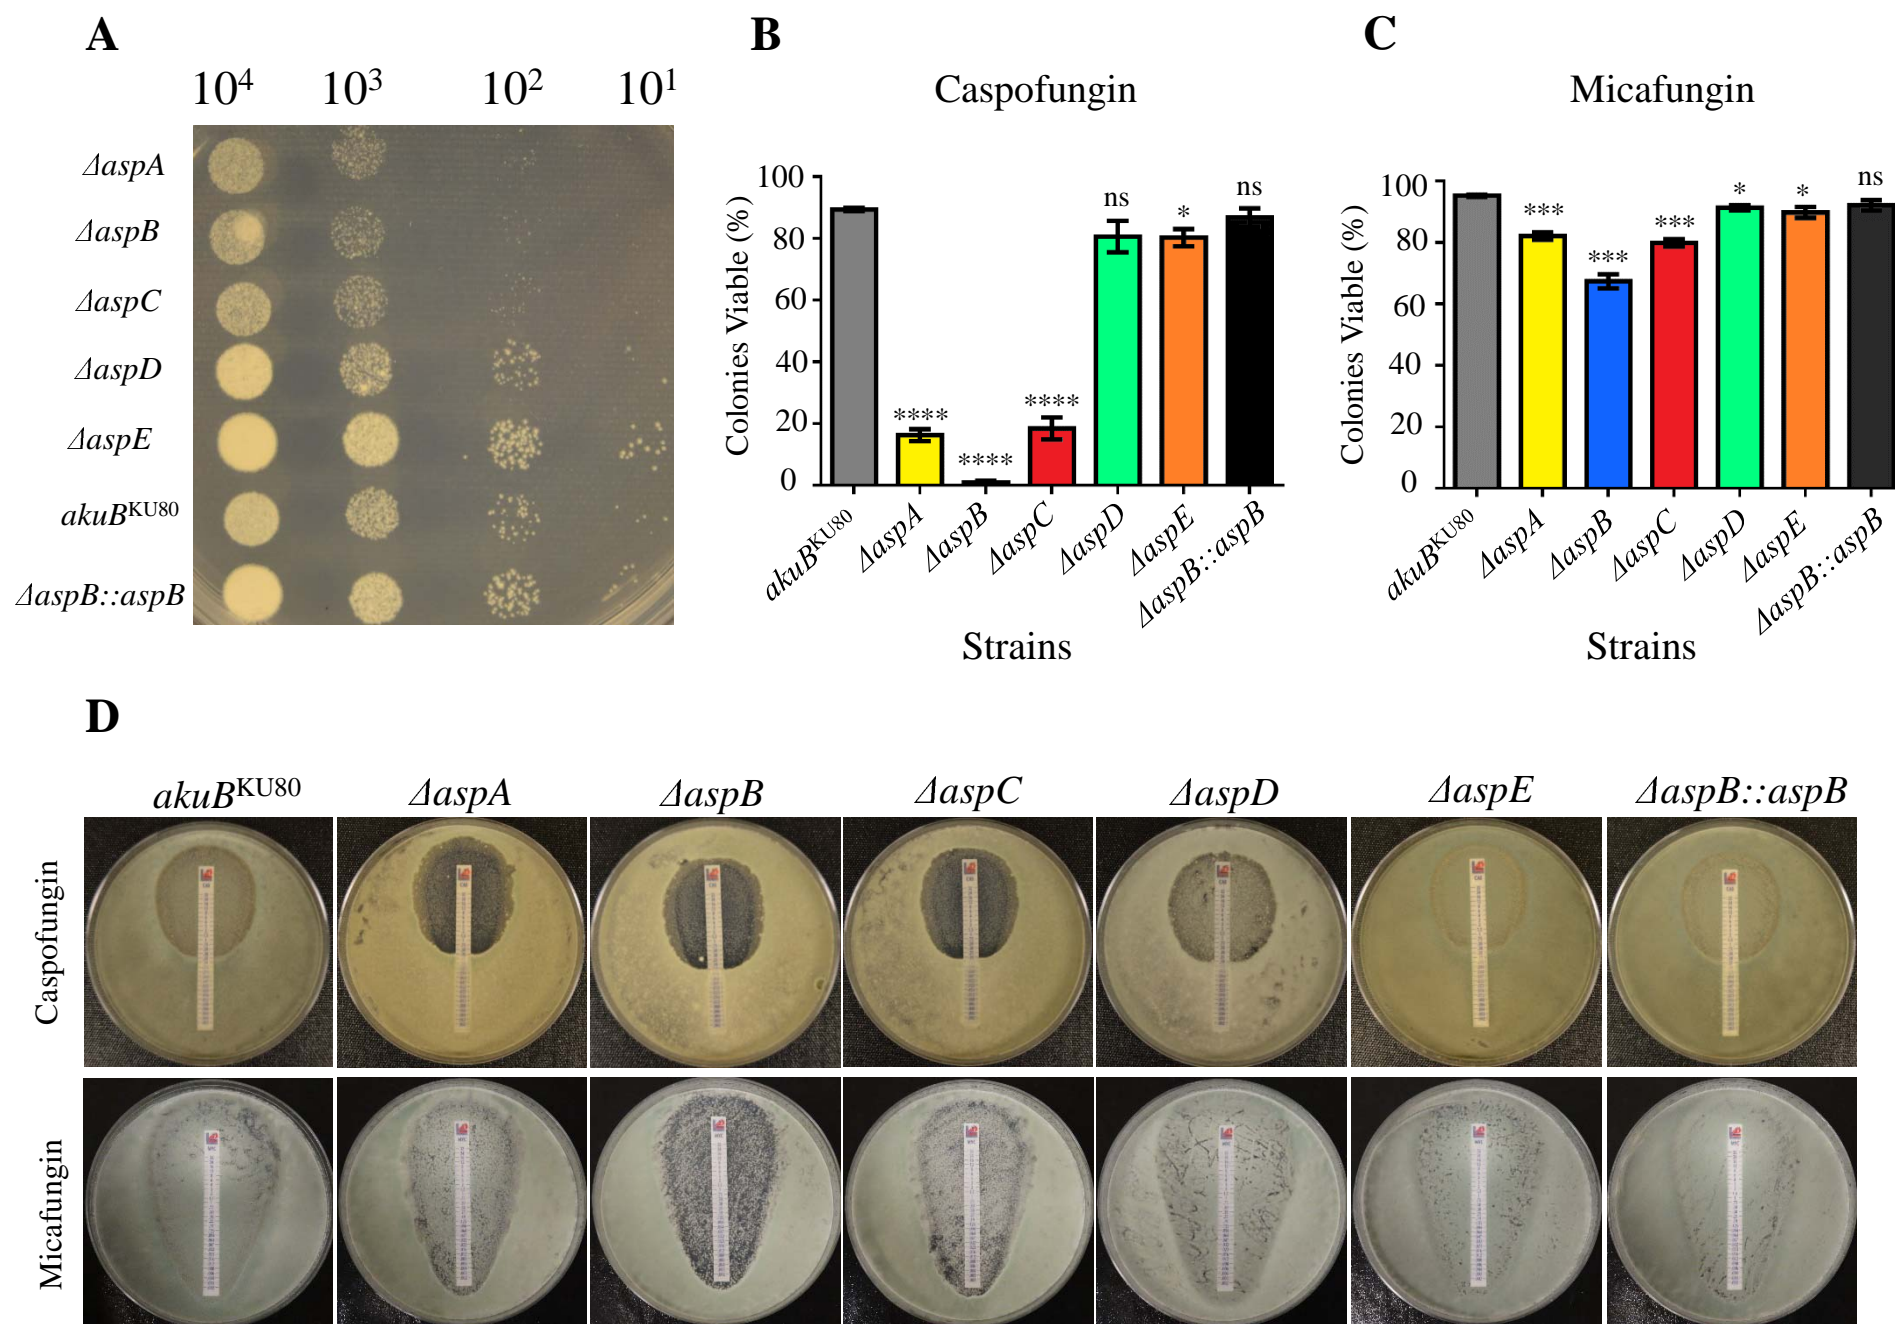 A
10⁴ 10³ 10² 10¹
ΔaspA
ΔaspB
ΔaspC
ΔaspD
ΔaspE
akuBᴷᵁ⁸⁰
ΔaspB::aspB
B
Caspofungin
Colonies Viable (%)
100
80
60
40
20
0
**** **** **** ns * ns
akuBᴷᵁ⁸⁰ ΔaspA ΔaspB ΔaspC ΔaspD ΔaspE ΔaspB::aspB
Strains
C
Micafungin
Colonies Viable (%)
100
80
60
40
20
0
*** *** *** * * ns
akuBᴷᵁ⁸⁰ ΔaspA ΔaspB ΔaspC ΔaspD ΔaspE ΔaspB::aspB
Strains
D
akuBᴷᵁ⁸⁰ ΔaspA ΔaspB ΔaspC ΔaspD ΔaspE ΔaspB::aspB
Caspofungin
Micafungin